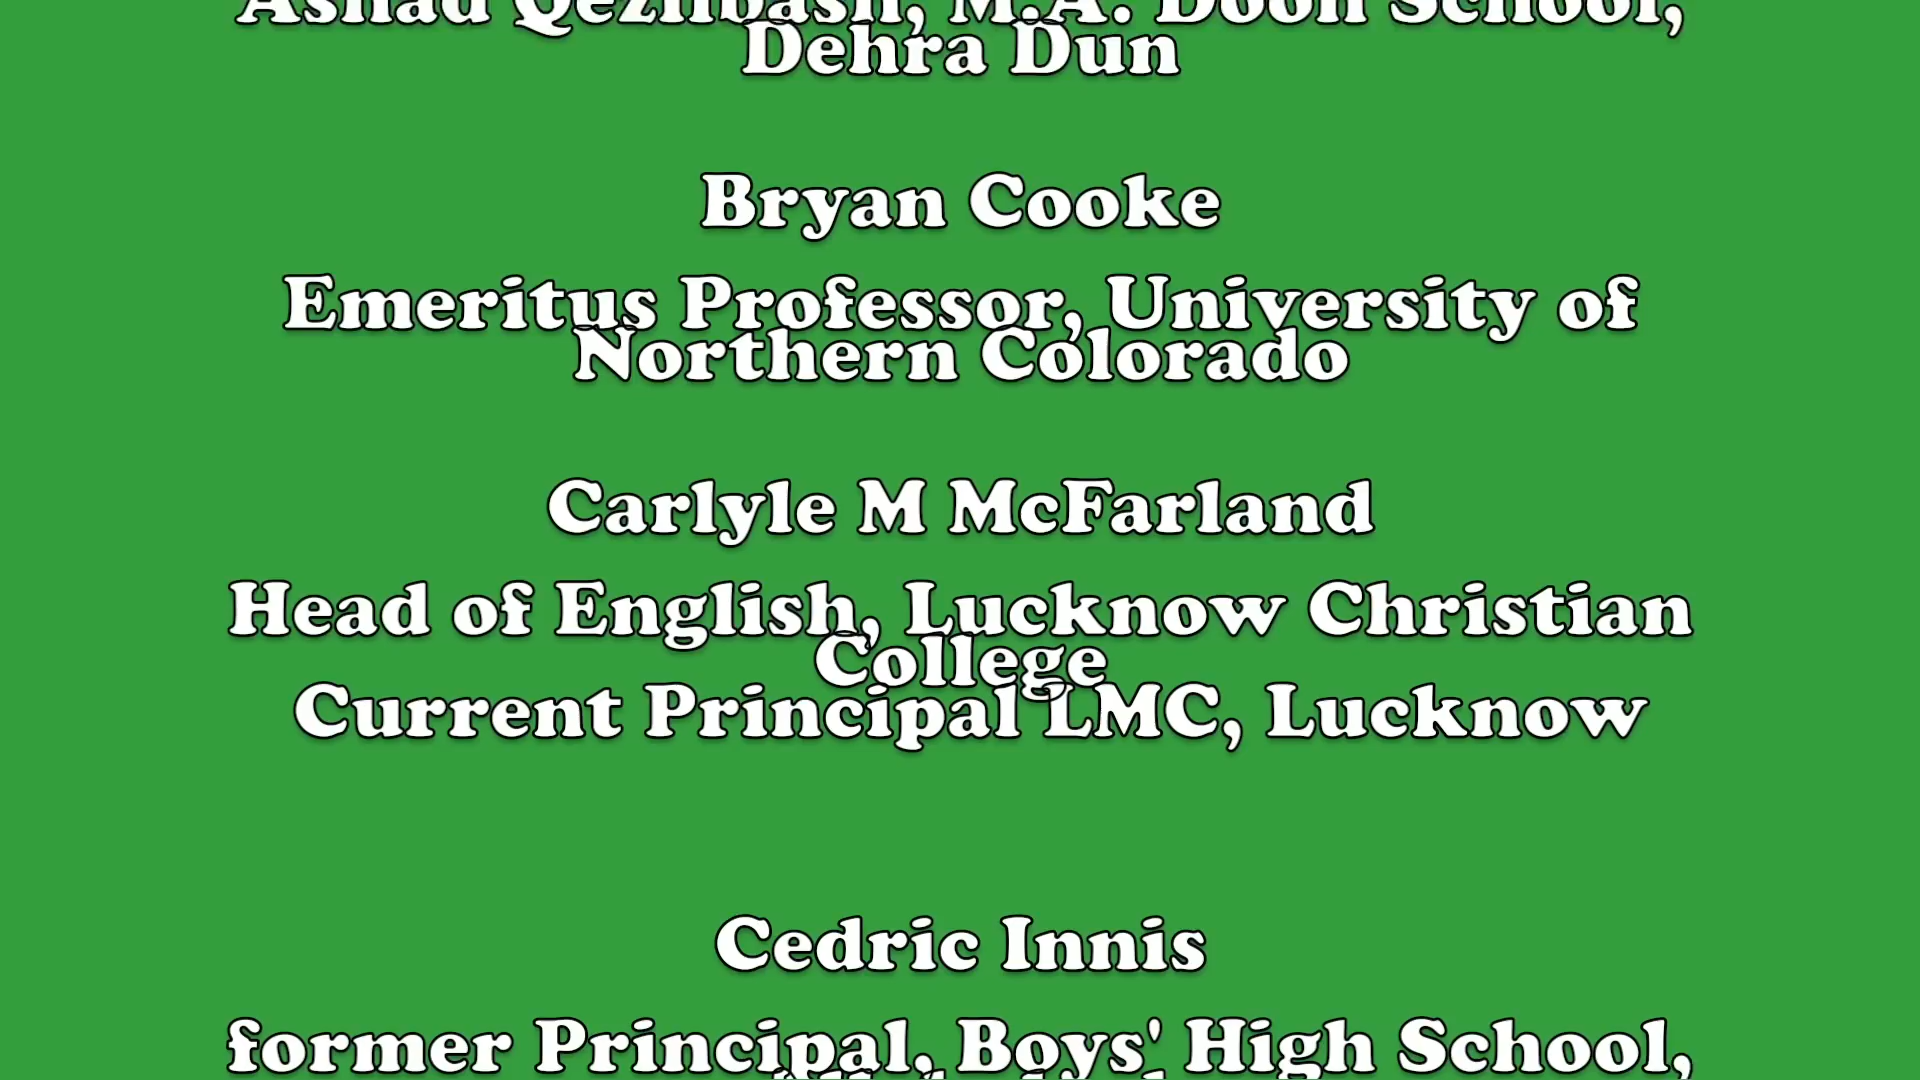 Ashad Qezilbash, M.A. Doon School,
Dehra Dun
Bryan Cooke
Emeritus Professor, University of
Northern Colorado
Carlyle M McFarland
Head of English, Lucknow Christian
College
Current Principal LMC, Lucknow
Cedric Innis
former Principal, Boys' High School,